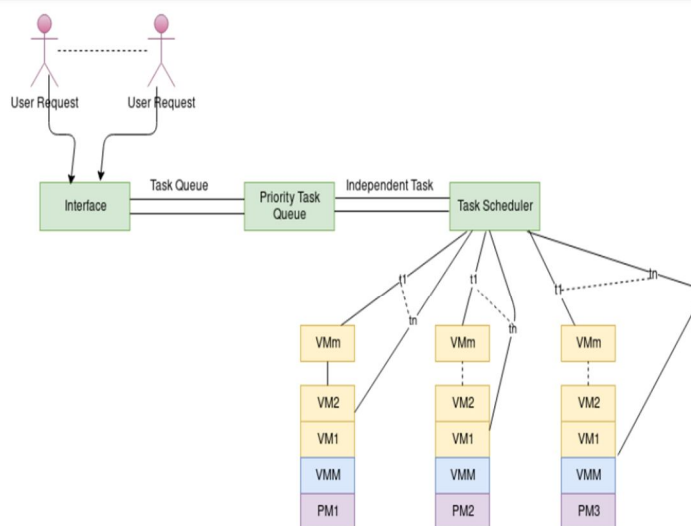 User Request
User Request
Interface
Task Queue
Priority Task
Queue
Independent Task
Task Scheduler
t1
tn
t1
tn
t1
tn
VMm
VMm
VMm
VM2
VM2
VM2
VM1
VM1
VM1
VMM
VMM
VMM
PM1
PM2
PM3